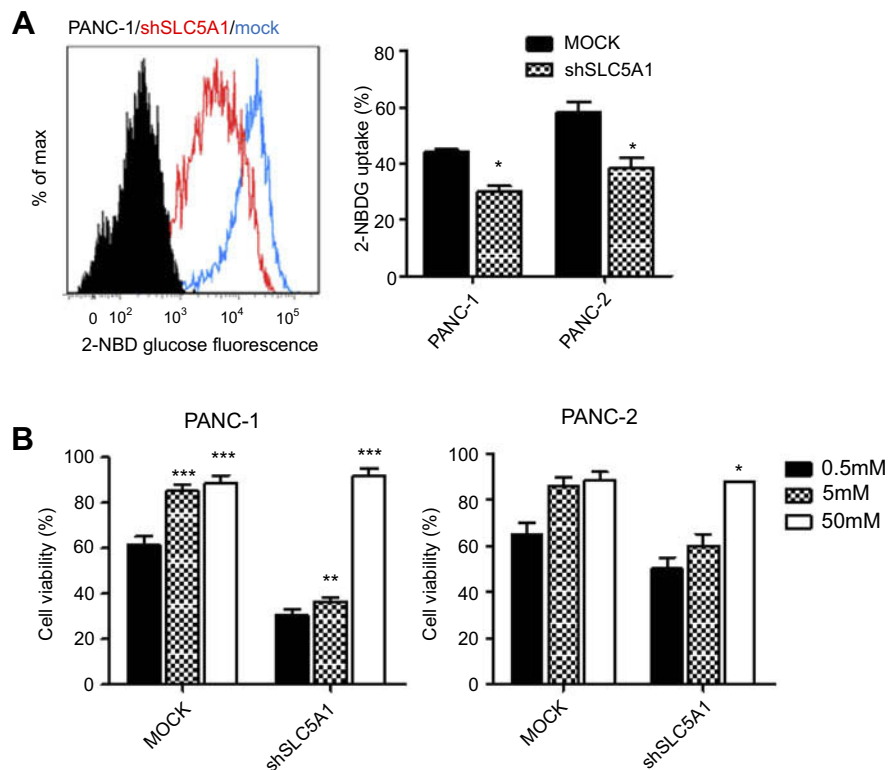 A
PANC-1/shSLC5A1/mock
% of max
0 10² 10³ 10⁴ 10⁵
2-NBD glucose fluorescence
MOCK
shSLC5A1
2-NBDG uptake (%)
80
60
40
20
0
*
*
PANC-1
PANC-2
B
PANC-1
Cell viability (%)
100
80
60
40
20
0
***
***
**
***
MOCK
shSLC5A1
PANC-2
Cell viability (%)
100
80
60
40
20
0
*
MOCK
shSLC5A1
0.5mM
5mM
50mM